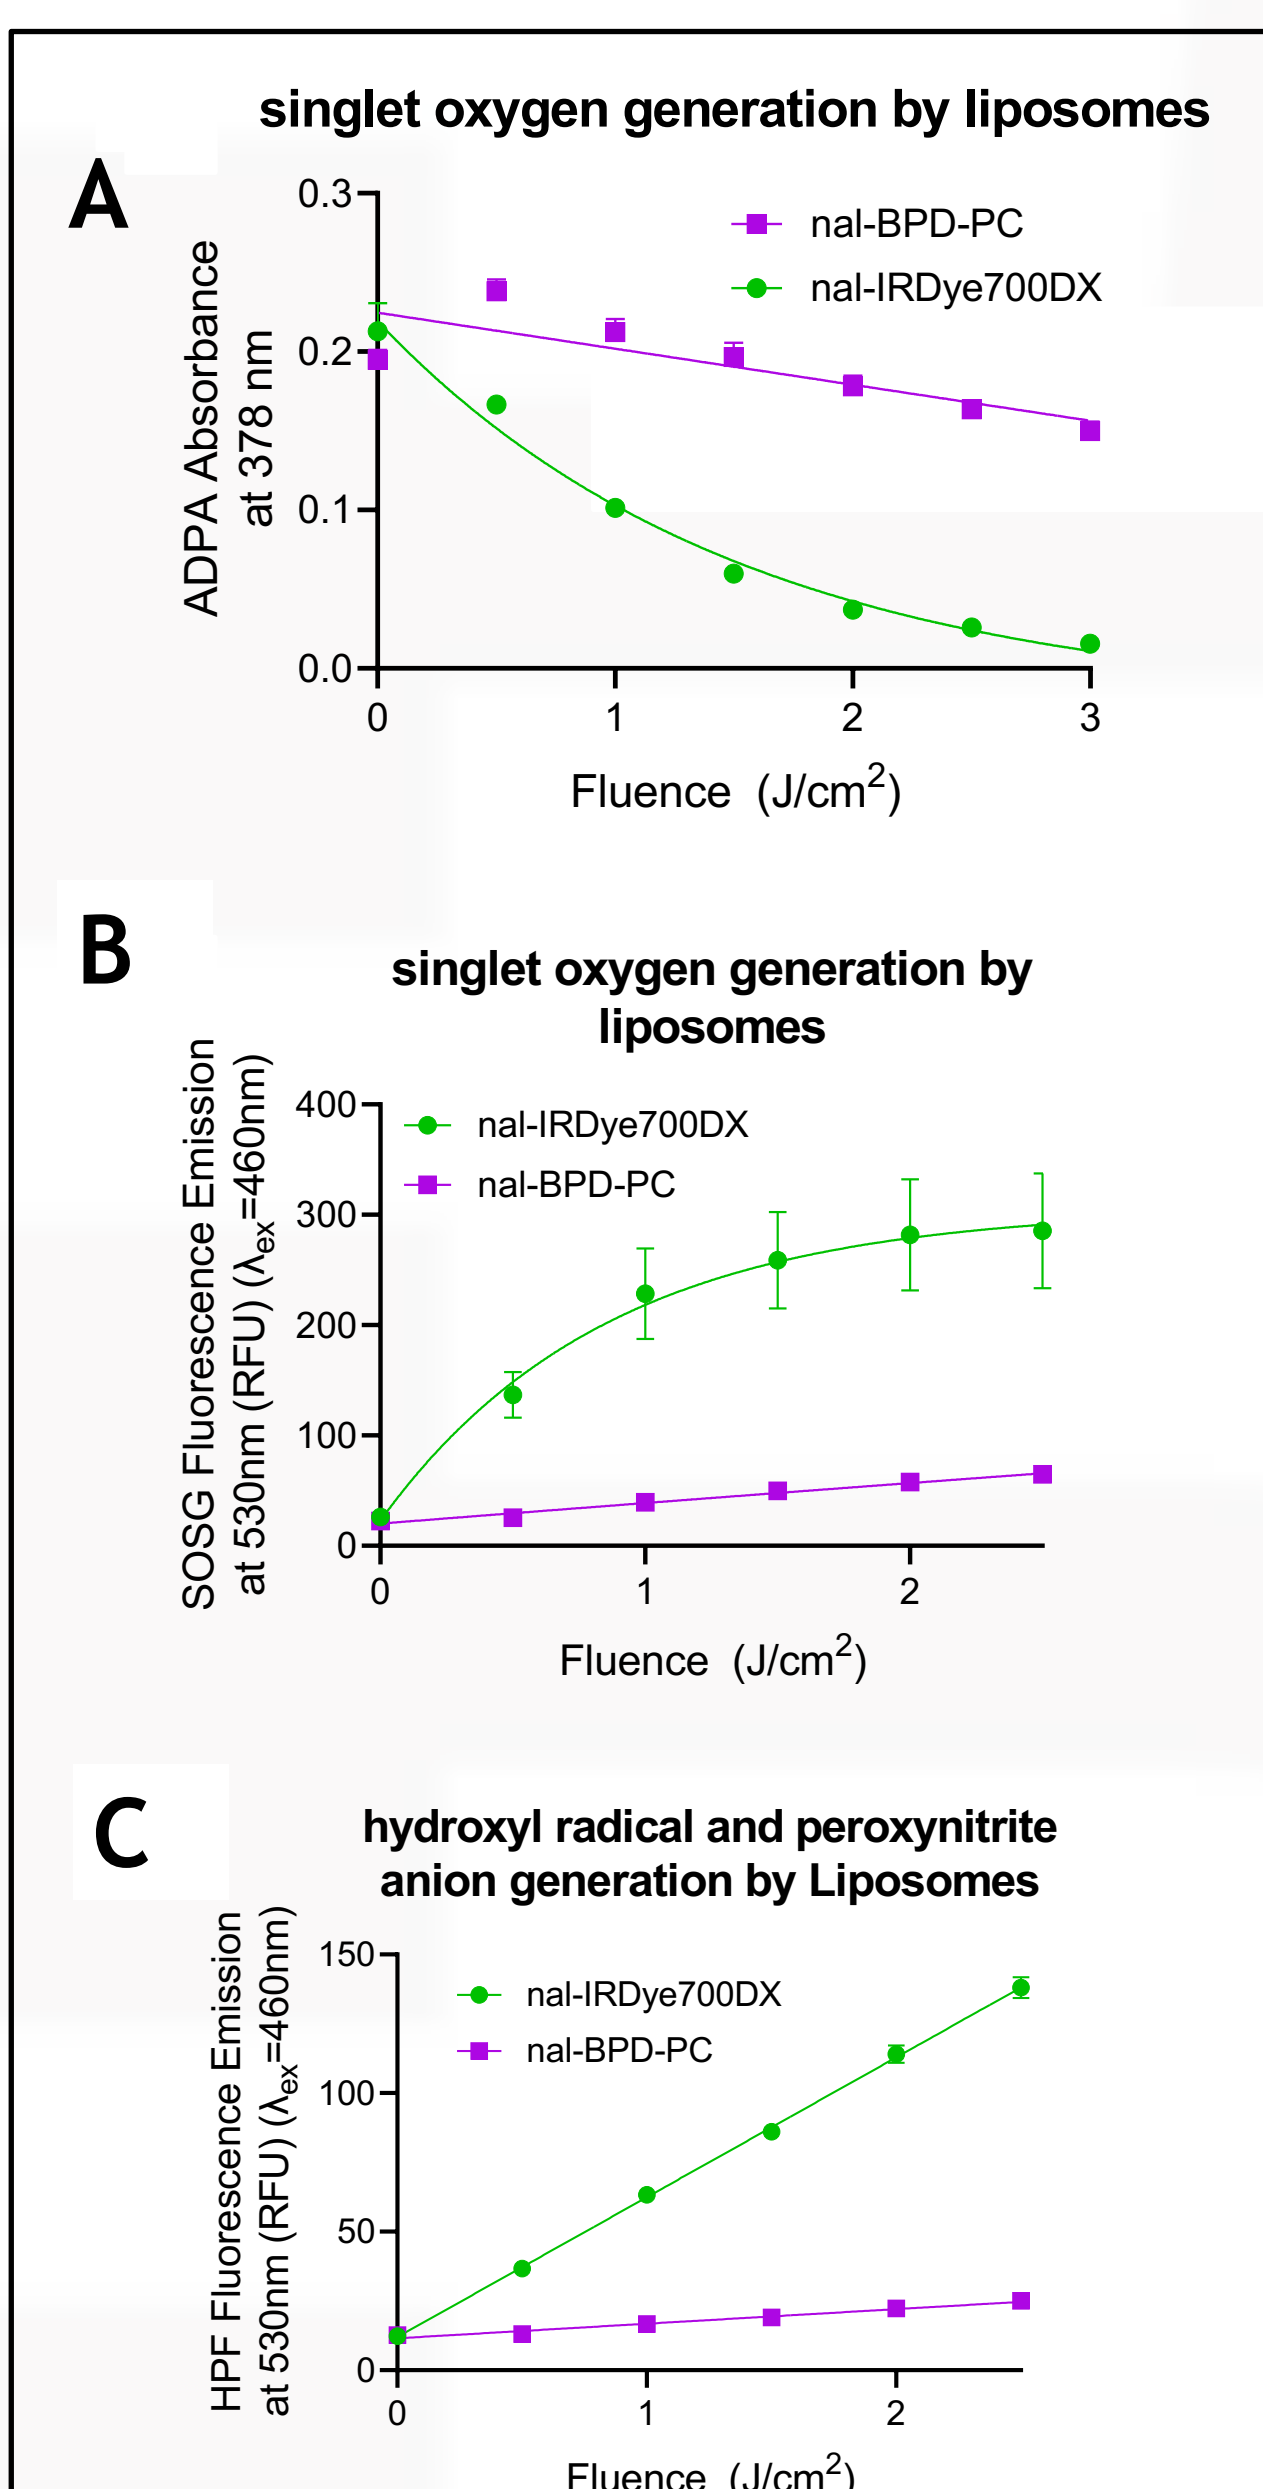 singlet oxygen generation by liposomes
A
ADPA Absorbance
at 378 nm
0.3
0.2
0.1
0.0
nal-BPD-PC
nal-IRDye700DX
0 1 2 3
Fluence (J/cm²)
B
singlet oxygen generation by
liposomes
SOSG Fluorescence Emission
at 530nm (RFU) (λex=460nm)
400
300
200
100
0
nal-IRDye700DX
nal-BPD-PC
0 1 2
Fluence (J/cm²)
C
hydroxyl radical and peroxynitrite
anion generation by Liposomes
HPF Fluorescence Emission
at 530nm (RFU) (λex=460nm)
150
100
50
0
nal-IRDye700DX
nal-BPD-PC
0 1 2
Fluence (J/cm²)